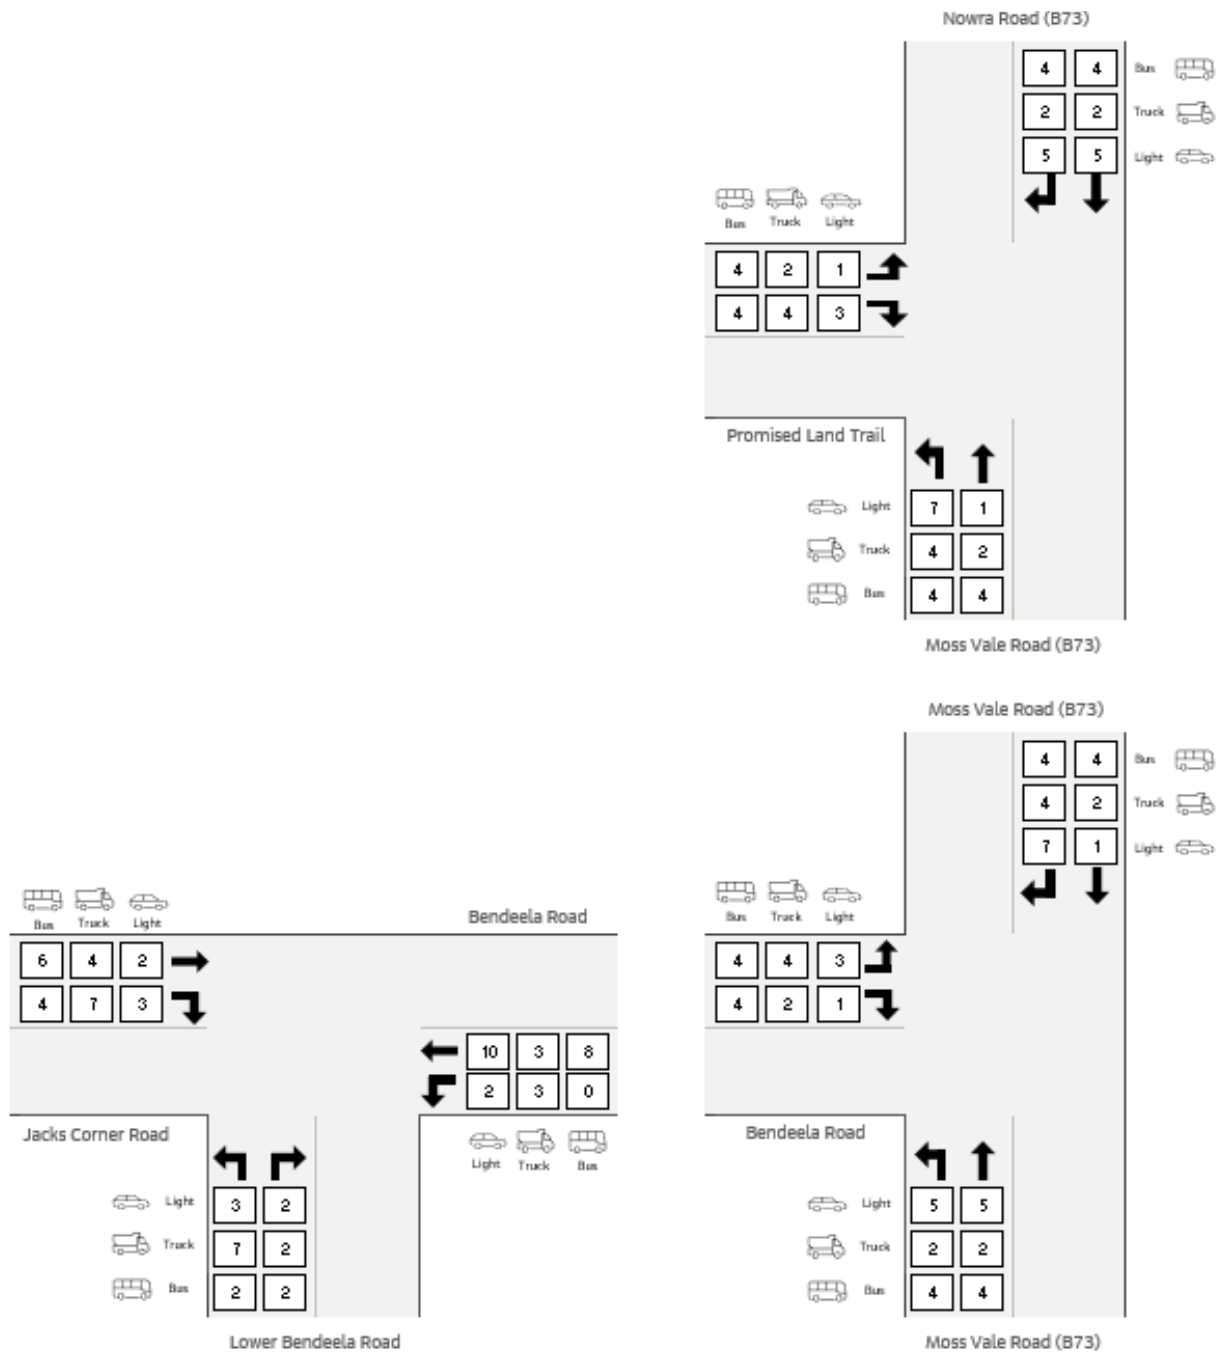 Nowra Road (B73)
4 4 Bus
2 2 Truck
5 5 Light
Bus Truck Light
4 2 1
4 4 3
Promised Land Trail
Light 7 1
Truck 4 2
Bus 4 4
Moss Vale Road (B73)
Moss Vale Road (B73)
4 4 Bus
4 2 Truck
7 1 Light
Bus Truck Light
4 4 3
4 2 1
Bendeela Road
Light 5 5
Truck 2 2
Bus 4 4
Moss Vale Road (B73)
Bus Truck Light
6 4 2
4 7 3
Jacks Corner Road
Bendeela Road
10 3 8
2 3 0
Light Truck Bus
Light 3 2
Truck 7 2
Bus 2 2
Lower Bendeela Road